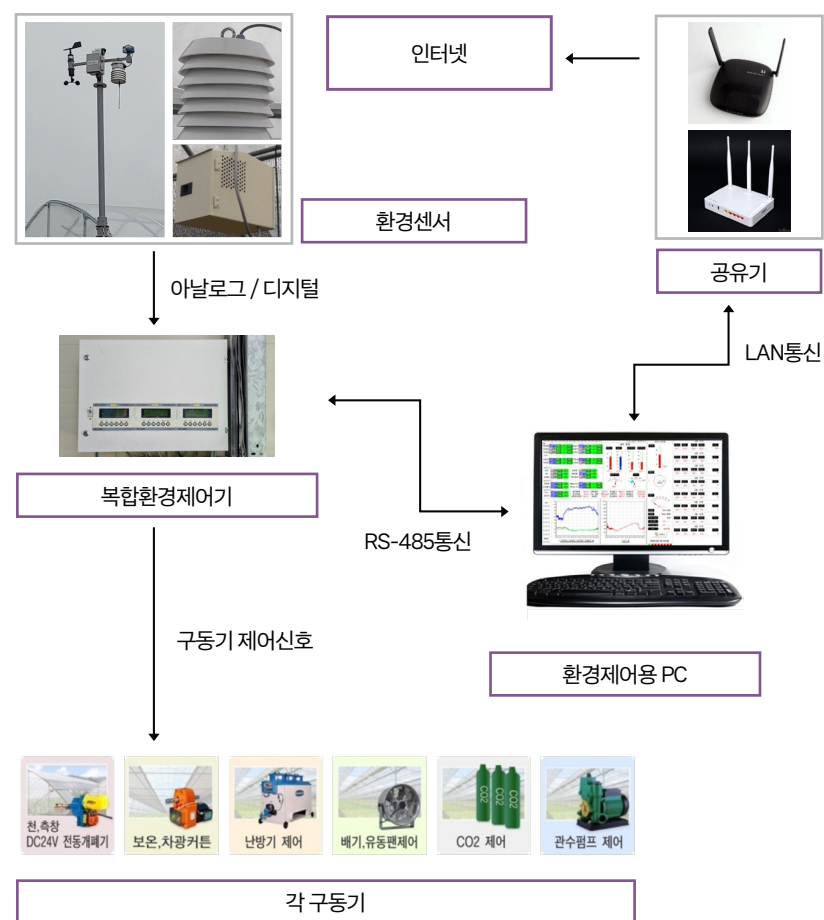 인터넷
환경센서
공유기
아날로그 / 디지털
LAN통신
복합환경제어기
RS-485통신
구동기 제어신호
환경제어용 PC
천,측창
DC24V 전동개폐기
보온,차광커튼
난방기 제어
배기,유동팬제어
CO2
CO2
CO2
CO2 제어
관수펌프 제어
각 구동기